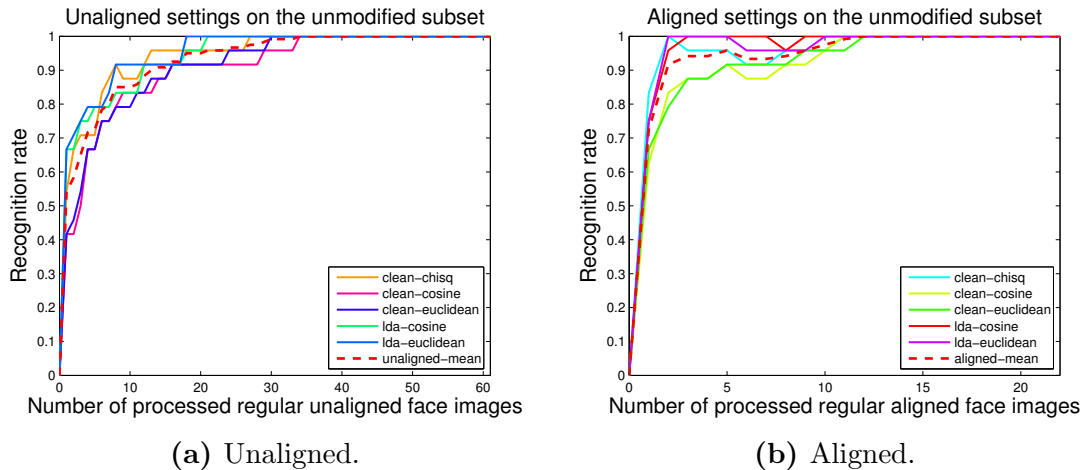 Unaligned settings on the unmodified subset
Recognition rate
1
0.9
0.8
0.7
0.6
0.5
0.4
0.3
0.2
0.1
0
0 10 20 30 40 50 60
clean−chisq
clean−cosine
clean−euclidean
lda−cosine
lda−euclidean
unaligned−mean
Number of processed regular unaligned face images
(a) Unaligned.
Aligned settings on the unmodified subset
Recognition rate
1
0.9
0.8
0.7
0.6
0.5
0.4
0.3
0.2
0.1
0
0 5 10 15 20
clean−chisq
clean−cosine
clean−euclidean
lda−cosine
lda−euclidean
aligned−mean
Number of processed regular aligned face images
(b) Aligned.